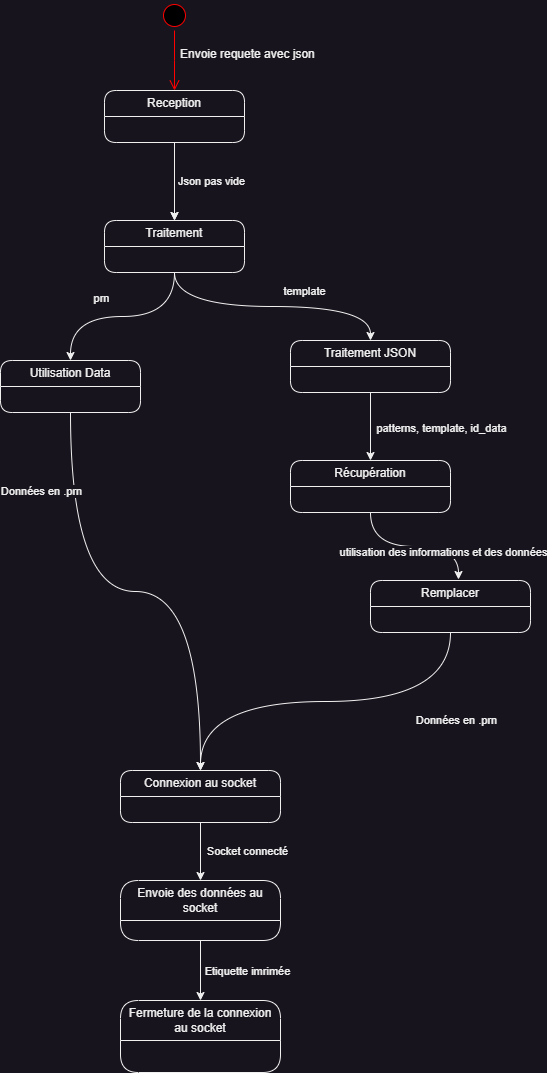 Envoie requete avec json
Reception
Json pas vide
Traitement
prn
template
Utilisation Data
Traitement JSON
patterns, template, id_data
Récupération
Données en .prn
utilisation des informations et des données
Remplacer
Données en .prn
Connexion au socket
Socket connecté
Envoie des données au
socket
Etiquette imrimée
Fermeture de la connexion
au socket